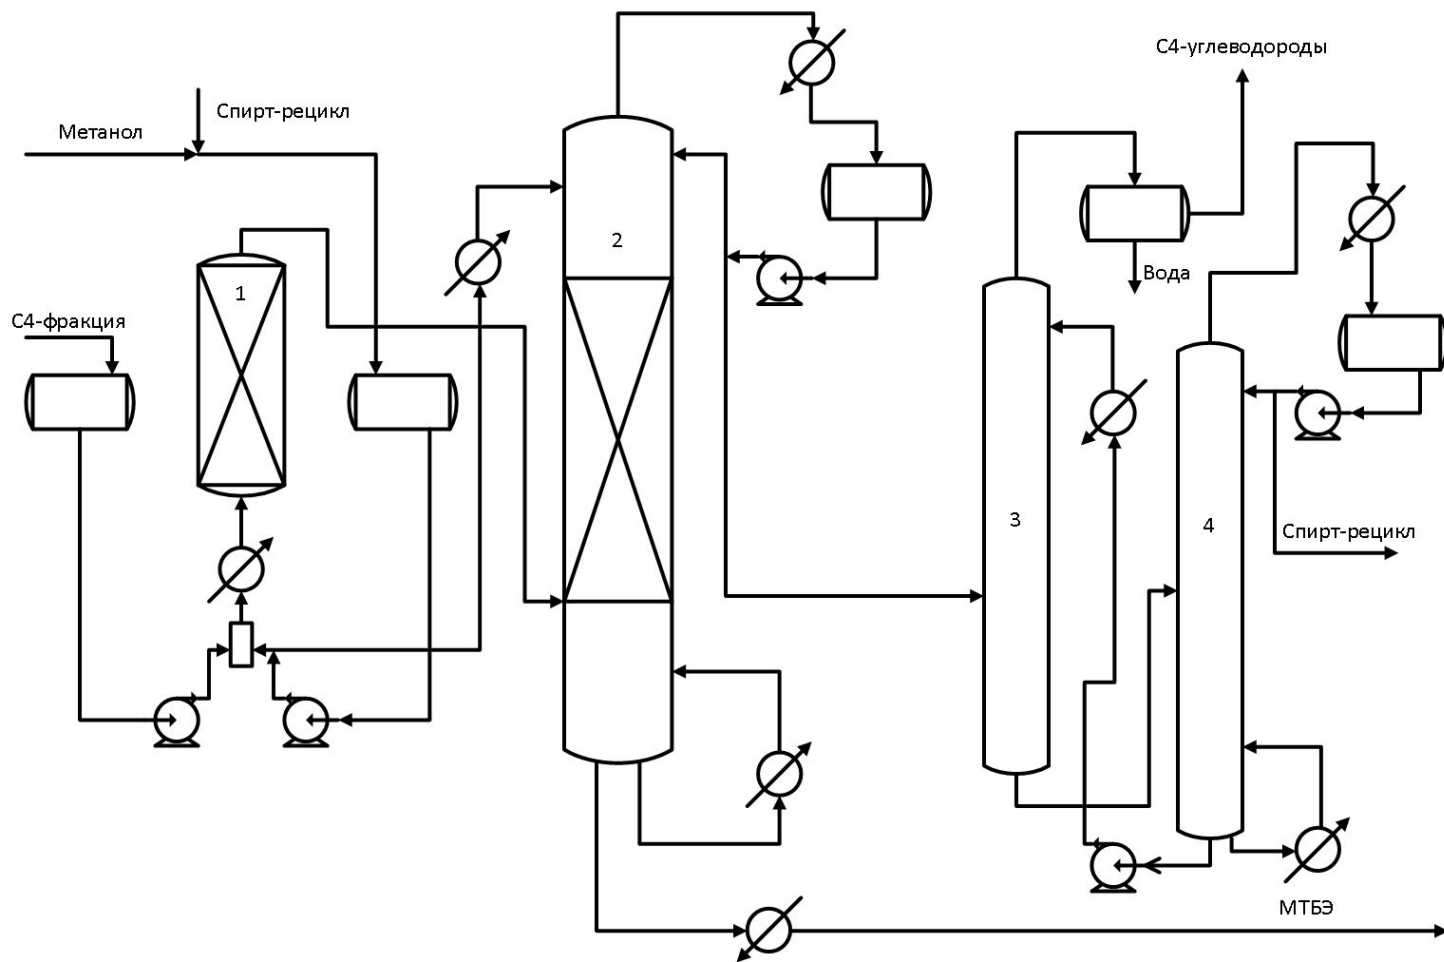 С4-углеводороды
Спирт-рецикл
Метанол
2
Вода
1
С4-фракция
3
4
Спирт-рецикл
МТБЭ